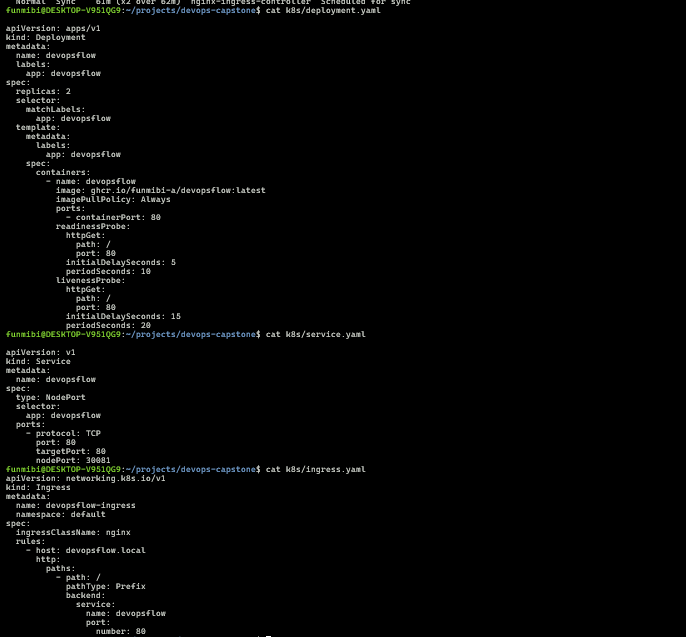 Normal  Sync    61m (x2 over 62m)  nginx-ingress-controller  Scheduled for sync
funmibi@DESKTOP-V951QG9:~/projects/devops-capstone$ cat k8s/deployment.yaml
apiVersion: apps/v1
kind: Deployment
metadata:
  name: devopsflow
  labels:
    app: devopsflow
spec:
  replicas: 2
  selector:
    matchLabels:
      app: devopsflow
  template:
    metadata:
      labels:
        app: devopsflow
    spec:
      containers:
        - name: devopsflow
          image: ghcr.io/funmibi-a/devopsflow:latest
          imagePullPolicy: Always
          ports:
            - containerPort: 80
          readinessProbe:
            httpGet:
              path: /
              port: 80
            initialDelaySeconds: 5
            periodSeconds: 10
          livenessProbe:
            httpGet:
              path: /
              port: 80
            initialDelaySeconds: 15
            periodSeconds: 20
funmibi@DESKTOP-V951QG9:~/projects/devops-capstone$ cat k8s/service.yaml
apiVersion: v1
kind: Service
metadata:
  name: devopsflow
spec:
  type: NodePort
  selector:
    app: devopsflow
  ports:
    - protocol: TCP
      port: 80
      targetPort: 80
      nodePort: 30081
funmibi@DESKTOP-V951QG9:~/projects/devops-capstone$ cat k8s/ingress.yaml
apiVersion: networking.k8s.io/v1
kind: Ingress
metadata:
  name: devopsflow-ingress
  namespace: default
spec:
  ingressClassName: nginx
  rules:
    - host: devopsflow.local
      http:
        paths:
          - path: /
            pathType: Prefix
            backend:
              service:
                name: devopsflow
                port:
                  number: 80